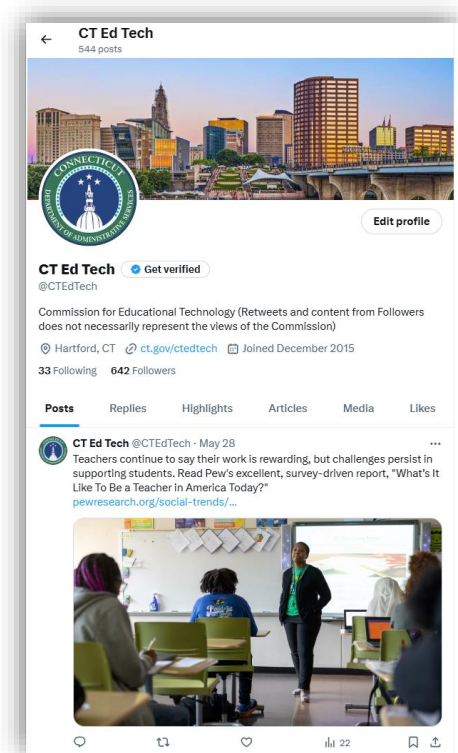 CT Ed Tech
544 posts
CONNECTICUT
DEPARTMENT OF ADMINISTRATIVE SERVICES
Edit profile
CT Ed Tech Get verified
@CTEdTech
Commission for Educational Technology (Retweets and content from Followers
does not necessarily represent the views of the Commission)
Hartford, CT ct.gov/ctedtech Joined December 2015
33 Following 642 Followers
Posts Replies Highlights Articles Media Likes
CT Ed Tech @CTEdTech · May 28
Teachers continue to say their work is rewarding, but challenges persist in
supporting students. Read Pew's excellent, survey-driven report, "What's It
Like To Be a Teacher in America Today?"
pewresearch.org/social-trends/...
22